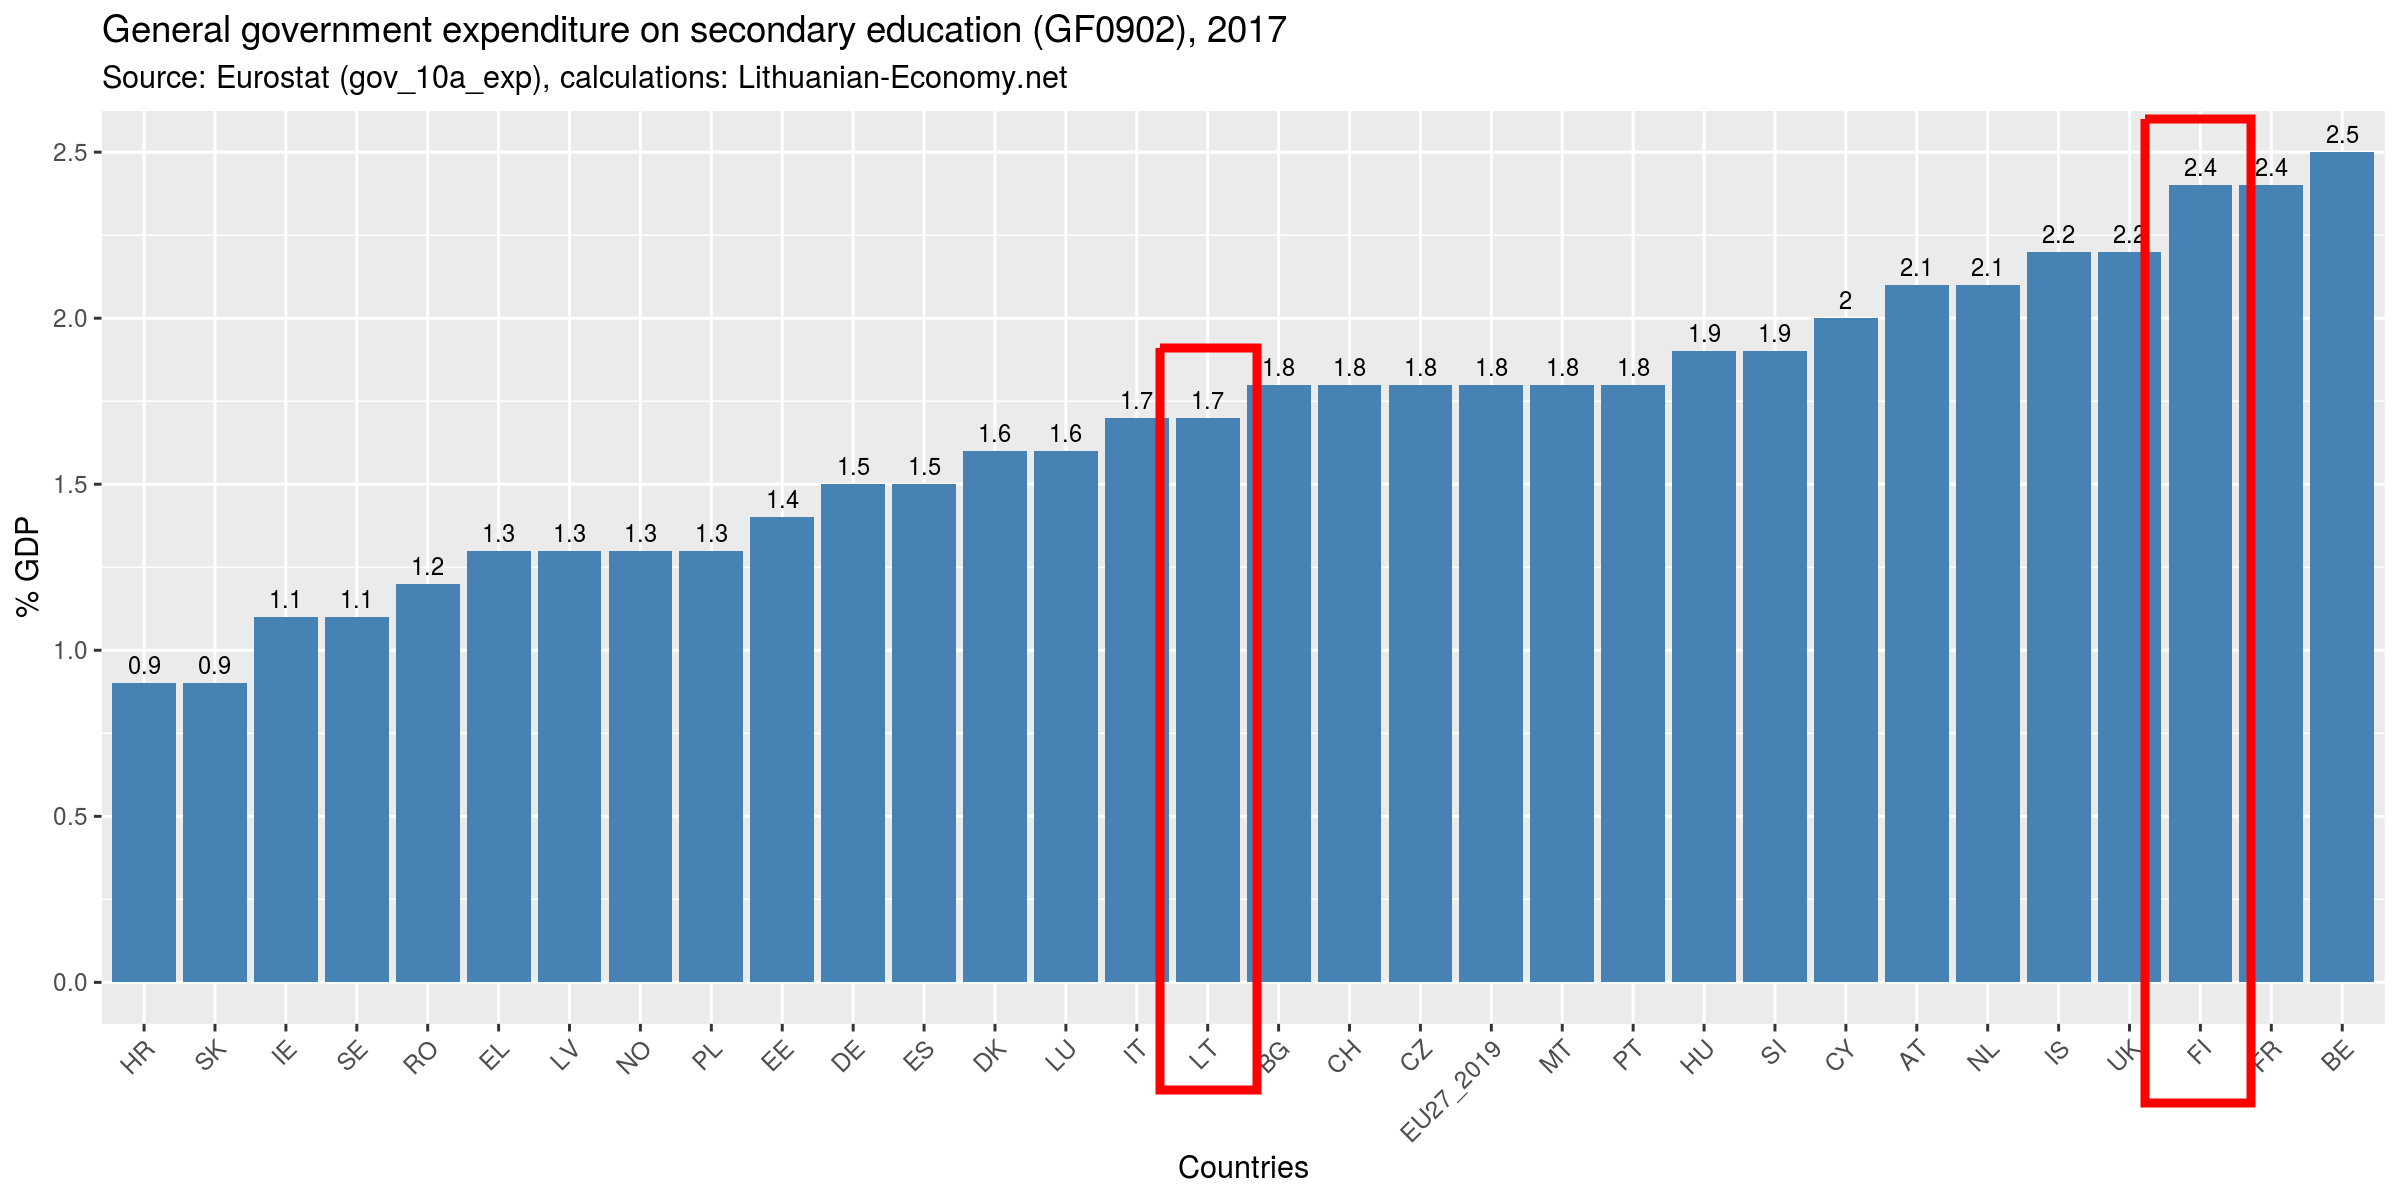 General government expenditure on secondary education (GF0902), 2017
Source: Eurostat (gov_10a_exp), calculations: Lithuanian-Economy.net
% GDP
2.5
2.0
1.5
1.0
0.5
0.0
0.9
0.9
1.1
1.1
1.2
1.3
1.3
1.3
1.3
1.4
1.5
1.5
1.6
1.6
1.7
1.7
1.8
1.8
1.8
1.8
1.8
1.8
1.9
1.9
2
2.1
2.1
2.2
2.2
2.4
2.4
2.5
HR
SK
IE
SE
RO
EL
LV
NO
PL
EE
DE
ES
DK
LU
IT
LT
BG
CH
CZ
EU27_2019
MT
PT
HU
SI
CY
AT
NL
IS
UK
FI
FR
BE
Countries